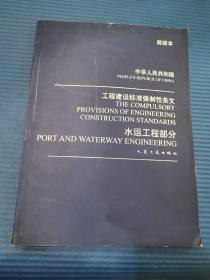 简装本
中华人民共和国
PEOPLE'S REPUBLIC OF CHINA
工程建设标准强制性条文
THE COMPULSORY
PROVISIONS OF ENGINEERING
CONSTRUCTION STANDARDS
水运工程部分
PORT AND WATERWAY ENGINEERING
人民交通出版社